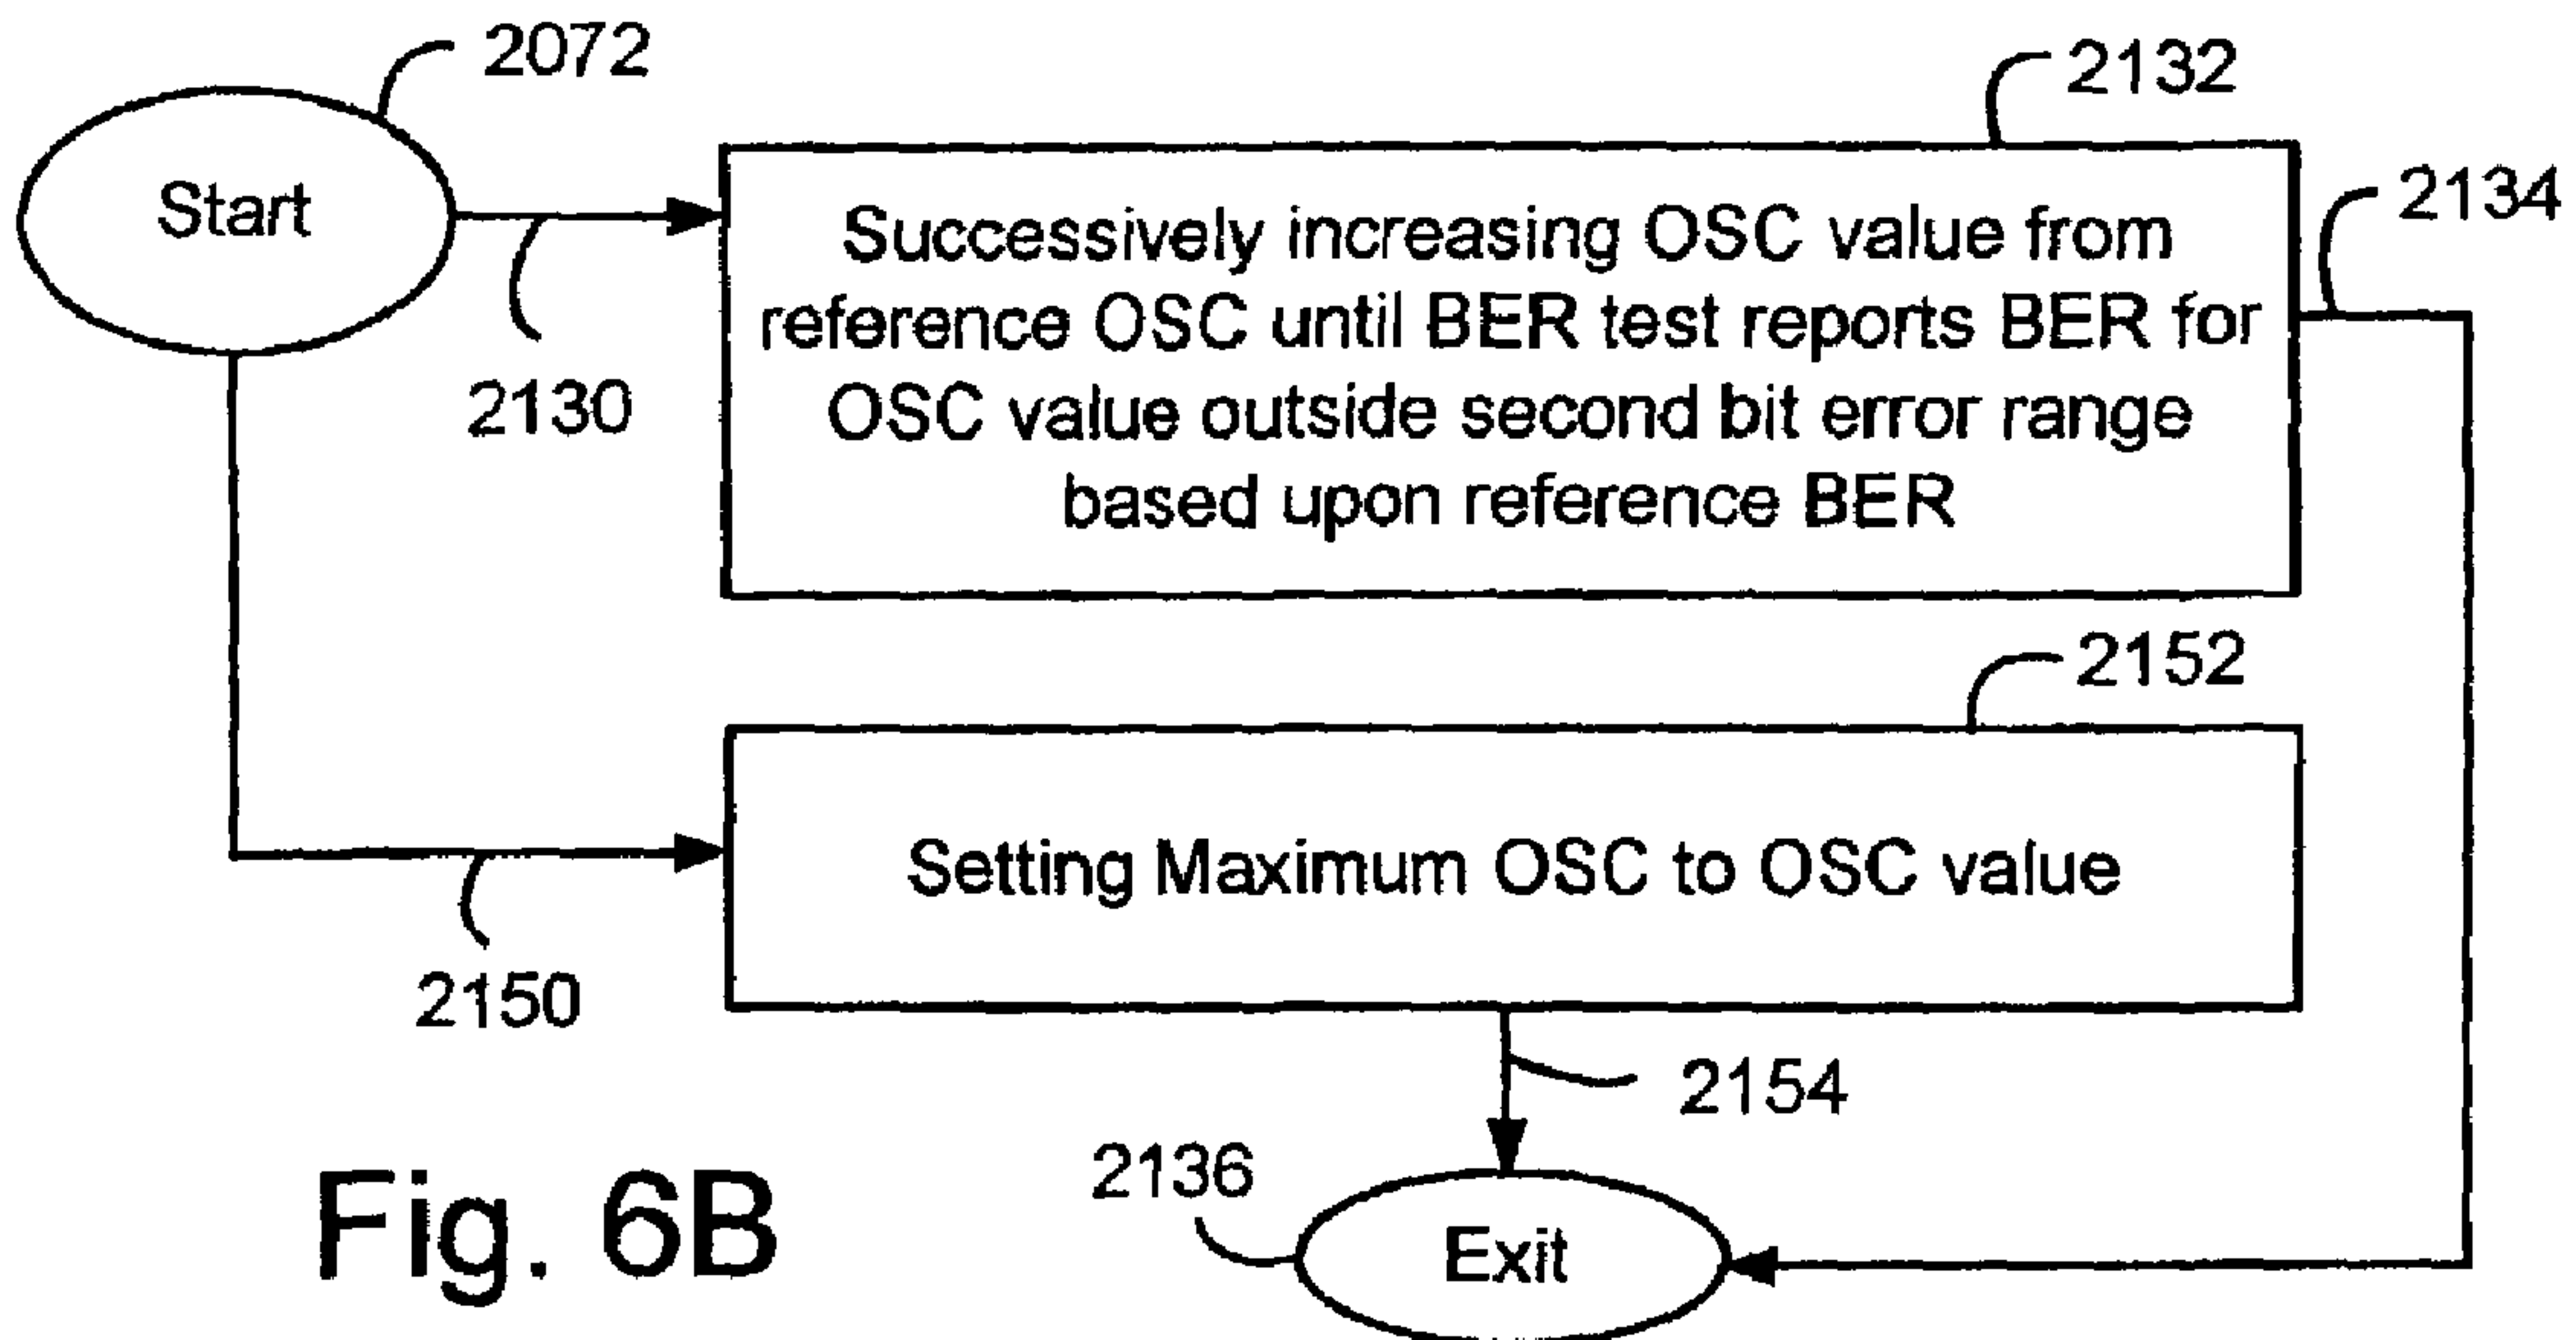 2072
2132
Start
2134
Successively increasing OSC value from
reference OSC until BER test reports BER for
OSC value outside second bit error range
based upon reference BER
2130
2152
Setting Maximum OSC to OSC value
2150
2154
2136
Exit
Fig. 6B